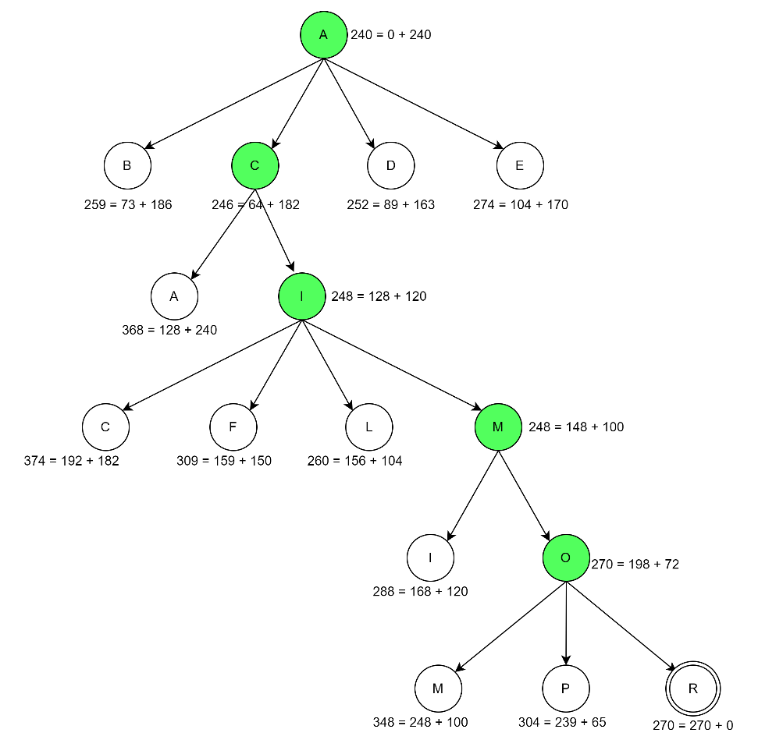 A 240 = 0 + 240
B C D E
259 = 73 + 186 246 = 64 + 182 252 = 89 + 163 274 = 104 + 170
A I 248 = 128 + 120
368 = 128 + 240
C F L M 248 = 148 + 100
374 = 192 + 182 309 = 159 + 150 260 = 156 + 104
I O 270 = 198 + 72
288 = 168 + 120
M P R
348 = 248 + 100 304 = 239 + 65 270 = 270 + 0